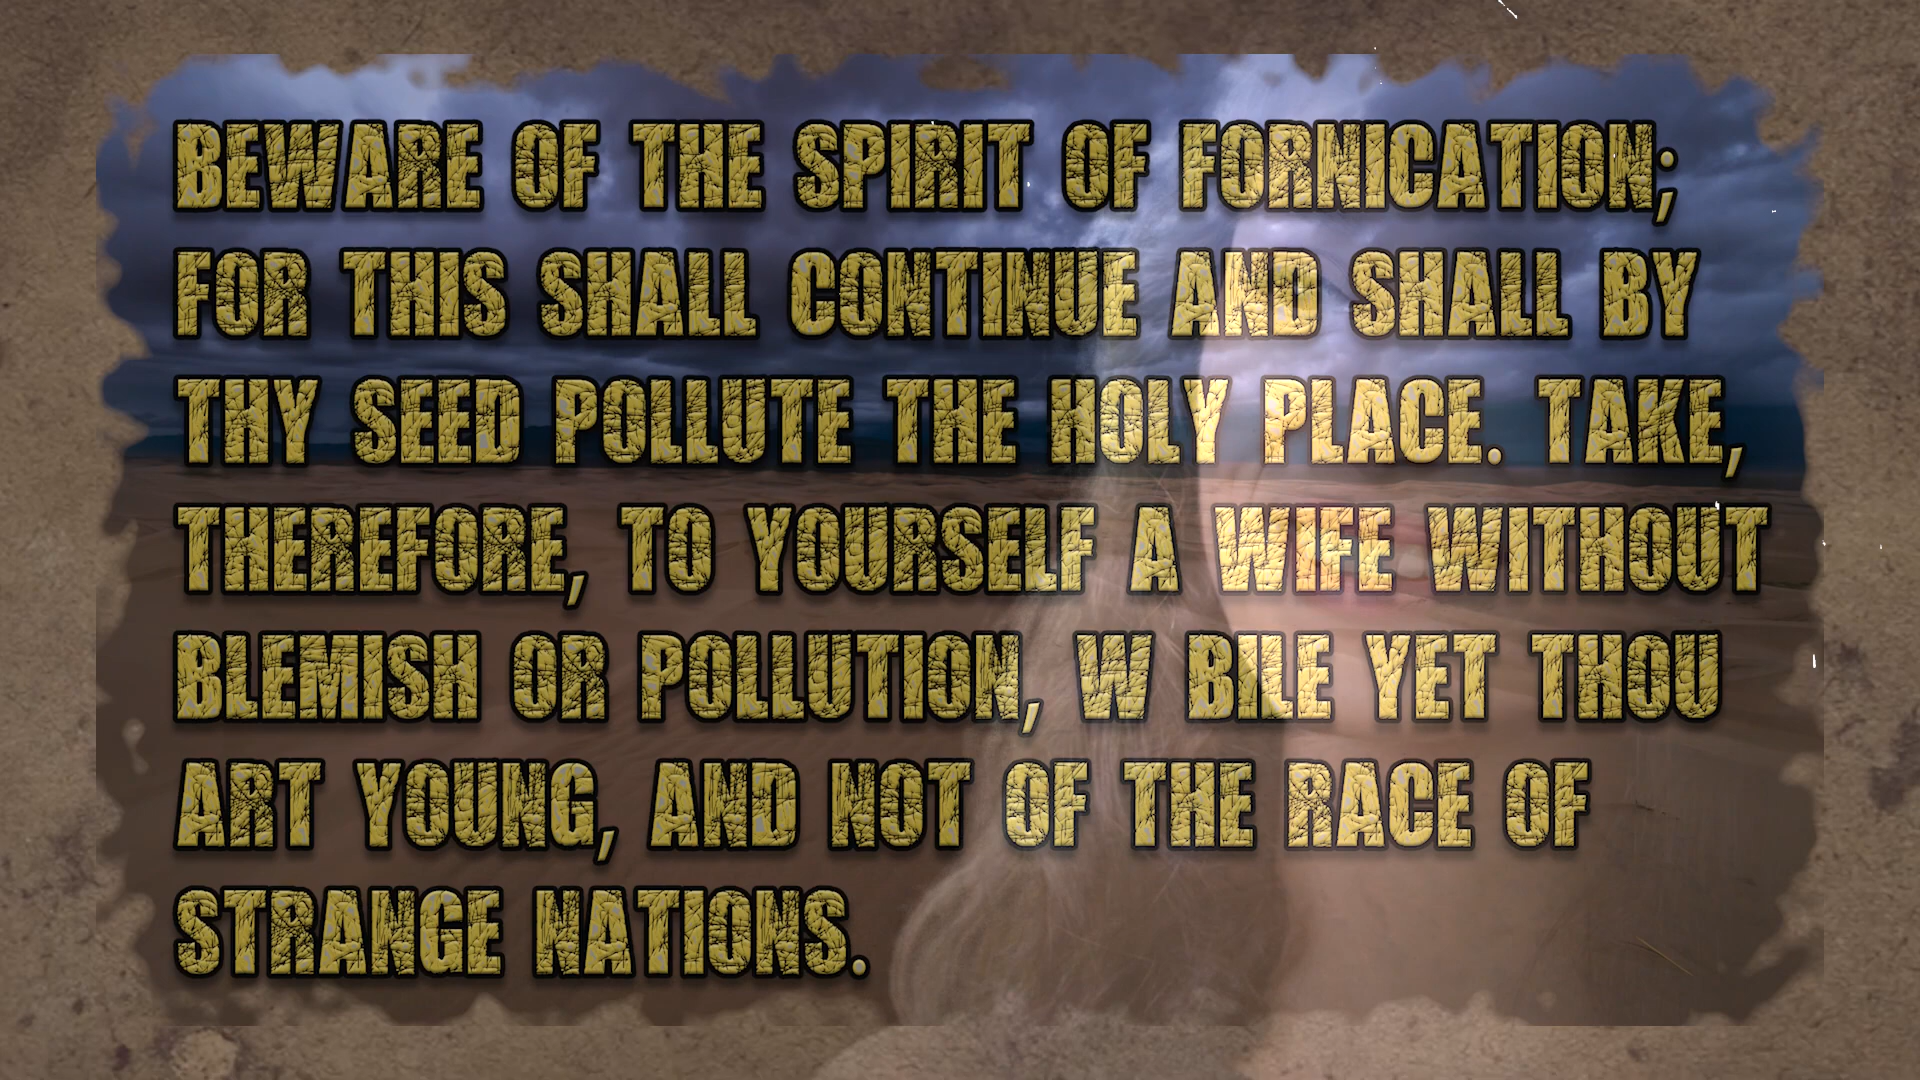 BEWARE OF THE SPIRIT OF FORNICATION;
FOR THIS SHALL CONTINUE AND SHALL BY
THY SEED POLLUTE THE HOLY PLACE. TAKE,
THEREFORE, TO YOURSELF A WIFE WITHOUT
BLEMISH OR POLLUTION, W BILE YET THOU
ART YOUNG, AND NOT OF THE RACE OF
STRANGE NATIONS.